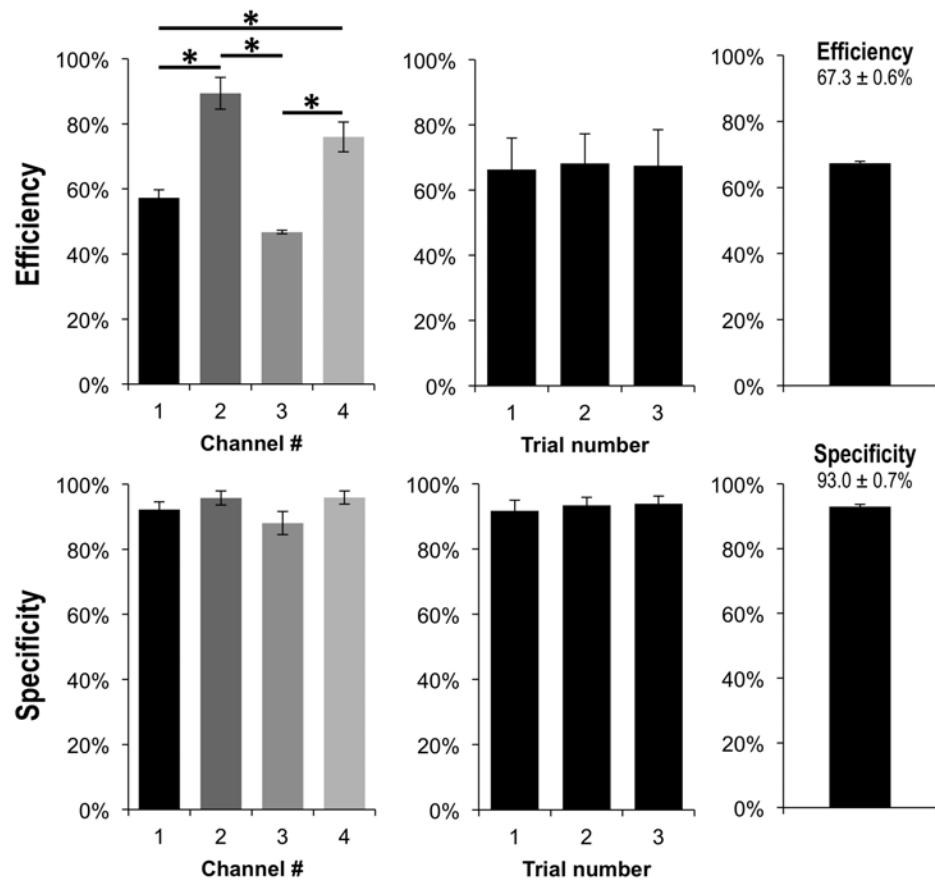 *
* *
*
Efficiency
100%
80%
60%
40%
20%
0%
1 2 3 4
Channel #
100%
80%
60%
40%
20%
0%
1 2 3
Trial number
Efficiency
67.3 ± 0.6%
100%
80%
60%
40%
20%
0%
Specificity
100%
80%
60%
40%
20%
0%
1 2 3 4
Channel #
100%
80%
60%
40%
20%
0%
1 2 3
Trial number
Specificity
93.0 ± 0.7%
100%
80%
60%
40%
20%
0%